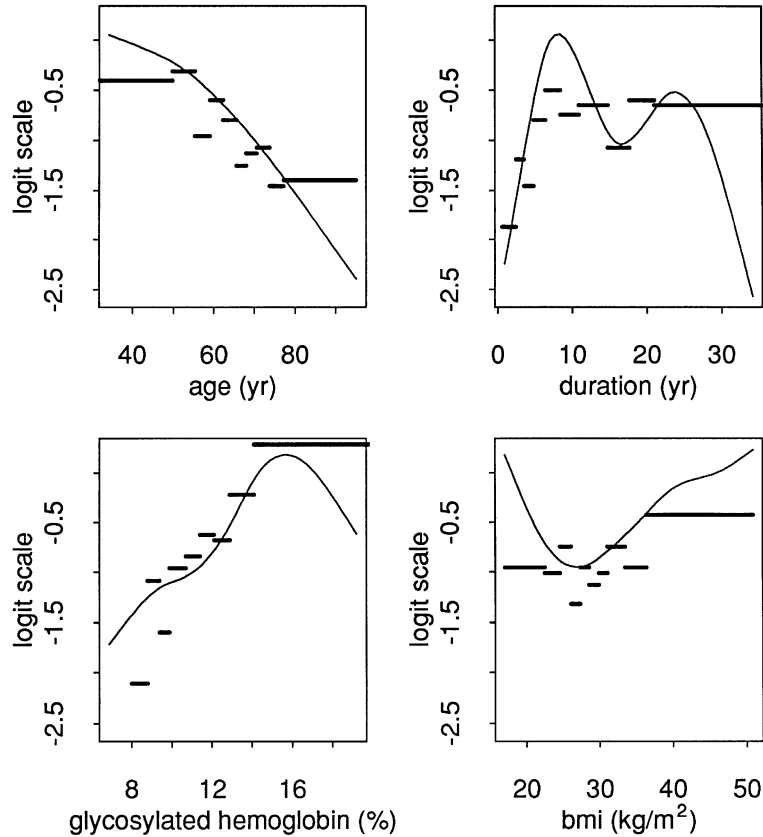 logit scale
-0.5
-1.5
-2.5
40 60 80
age (yr)
logit scale
-0.5
-1.5
-2.5
0 10 20 30
duration (yr)
logit scale
-0.5
-1.5
-2.5
8 12 16
glycosylated hemoglobin (%)
logit scale
-0.5
-1.5
-2.5
20 30 40 50
bmi (kg/m²)